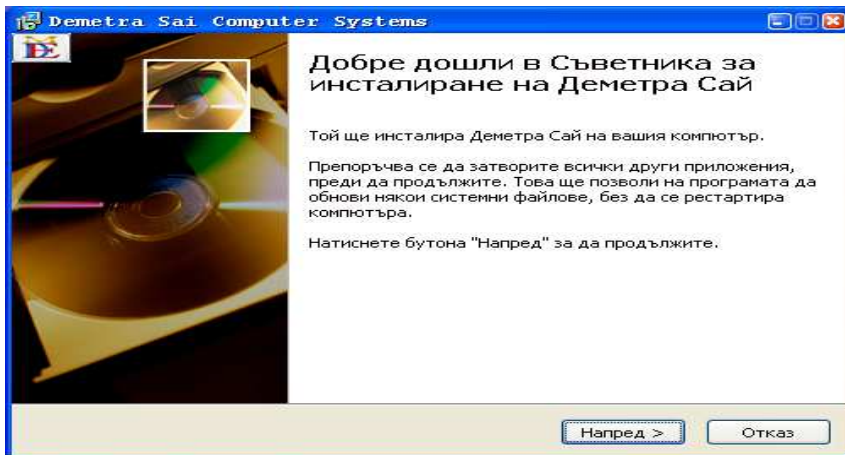 Demetra Sai Computer Systems
Добре дошли в Съветника за
инсталиране на Деметра Сай
Той ще инсталира Деметра Сай на вашия компютър.
Препоръчва се да затворите всички други приложения,
преди да продължите. Това ще позволи на програмата да
обнови някои системни файлове, без да се рестартира
компютъра.
Натиснете бутона "Напред" за да продължите.
Напред >
Отказ